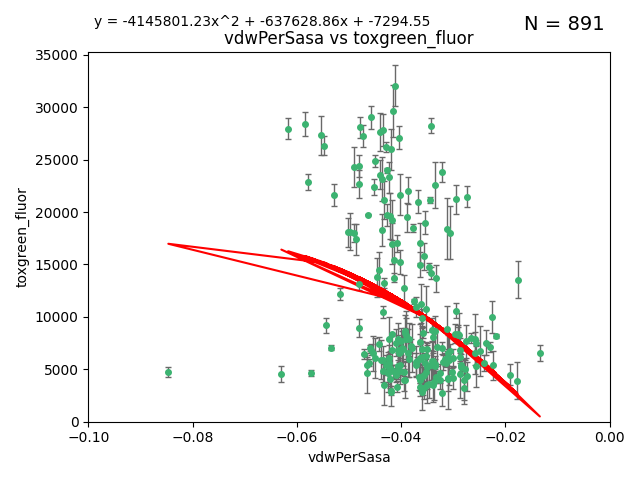 y = -4145801.23x^2 + -637628.86x + -7294.55
N = 891
vdwPerSasa vs toxgreen_fluor
toxgreen_fluor
35000
30000
25000
20000
15000
10000
5000
0
−0.10
−0.08
−0.06
−0.04
−0.02
0.00
vdwPerSasa